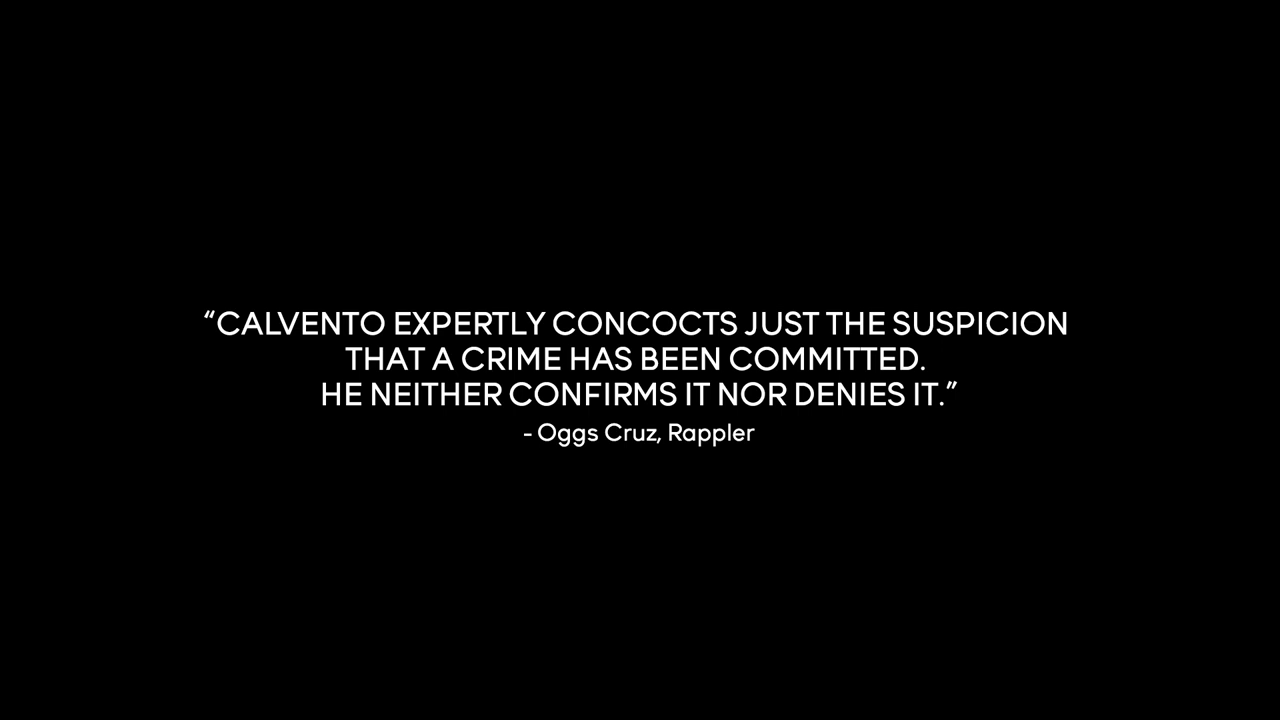 “CALVENTO EXPERTLY CONCOCTS JUST THE SUSPICION
THAT A CRIME HAS BEEN COMMITTED.
HE NEITHER CONFIRMS IT NOR DENIES IT.”
- Oggs Cruz, Rappler